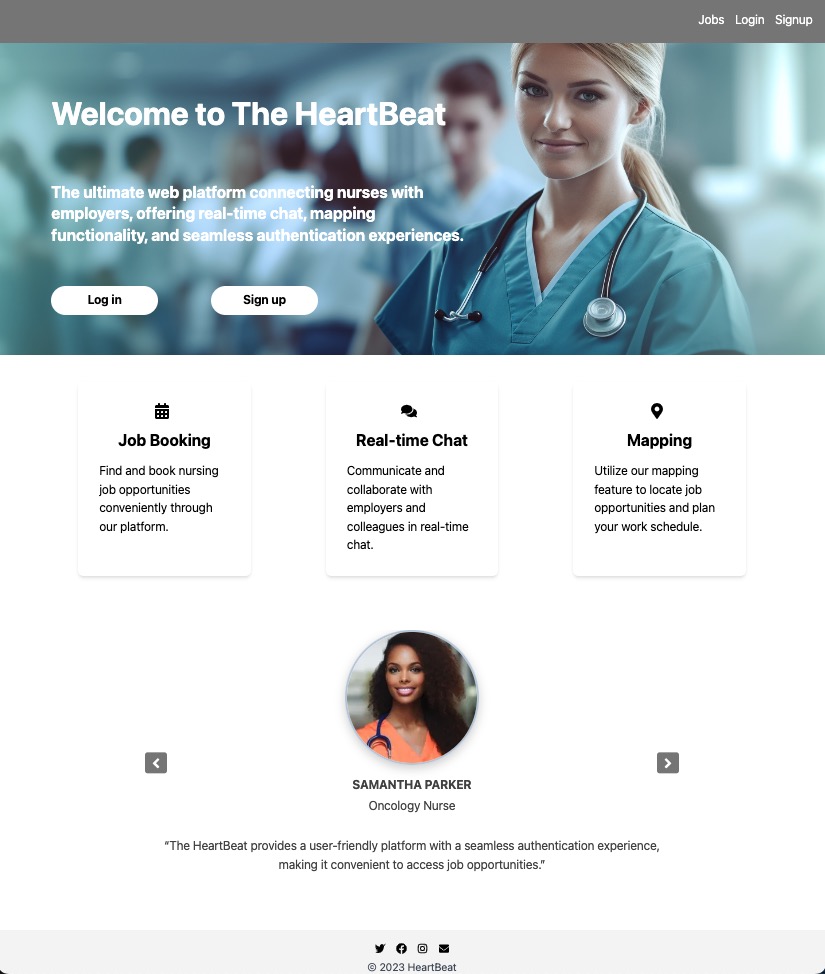 Jobs Login Signup
Welcome to The HeartBeat
The ultimate web platform connecting nurses with
employers, offering real-time chat, mapping
functionality, and seamless authentication experiences.
Log in
Sign up
Job Booking
Find and book nursing
job opportunities
conveniently through
our platform.
Real-time Chat
Communicate and
collaborate with
employers and
colleagues in real-time
chat.
Mapping
Utilize our mapping
feature to locate job
opportunities and plan
your work schedule.
SAMANTHA PARKER
Oncology Nurse
“The HeartBeat provides a user-friendly platform with a seamless authentication experience,
making it convenient to access job opportunities.”
© 2023 HeartBeat